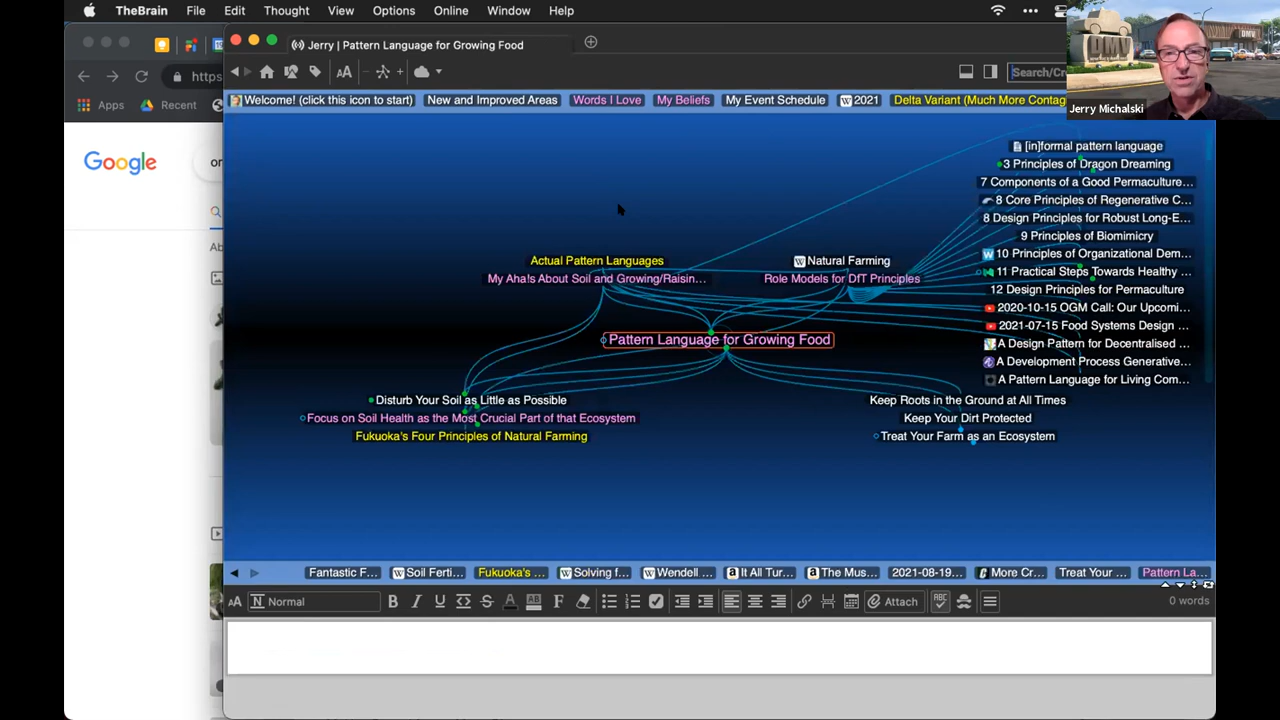 TheBrain File Edit Thought View Options Online Window Help
Jerry | Pattern Language for Growing Food
DMV
Jerry Michalski
https
Search/Cr
Apps Recent
Welcome! (click this icon to start) New and Improved Areas Words I Love My Beliefs My Event Schedule W 2021 Delta Variant (Much More Contag
Google
or
Ab
[in]formal pattern language
3 Principles of Dragon Dreaming
7 Components of a Good Permaculture...
8 Core Principles of Regenerative C...
8 Design Principles for Robust Long-E...
9 Principles of Biomimicry
10 Principles of Organizational Dem...
11 Practical Steps Towards Healthy ...
12 Design Principles for Permaculture
2020-10-15 OGM Call: Our Upcomi...
2021-07-15 Food Systems Design ...
A Design Pattern for Decentralised ...
A Development Process Generative...
A Pattern Language for Living Com...
Actual Pattern Languages
My Aha!s About Soil and Growing/Raisin...
W Natural Farming
Role Models for DfT Principles
Pattern Language for Growing Food
Disturb Your Soil as Little as Possible
Focus on Soil Health as the Most Crucial Part of that Ecosystem
Fukuoka's Four Principles of Natural Farming
Keep Roots in the Ground at All Times
Keep Your Dirt Protected
Treat Your Farm as an Ecosystem
Fantastic F... W Soil Ferti... Fukuoka's ... W Solving f... W Wendell ... a It All Tur... a The Mus... 2021-08-19... More Cr... Treat Your ... Pattern La...
AA N Normal B I U S AB F Attach ABC 0 words